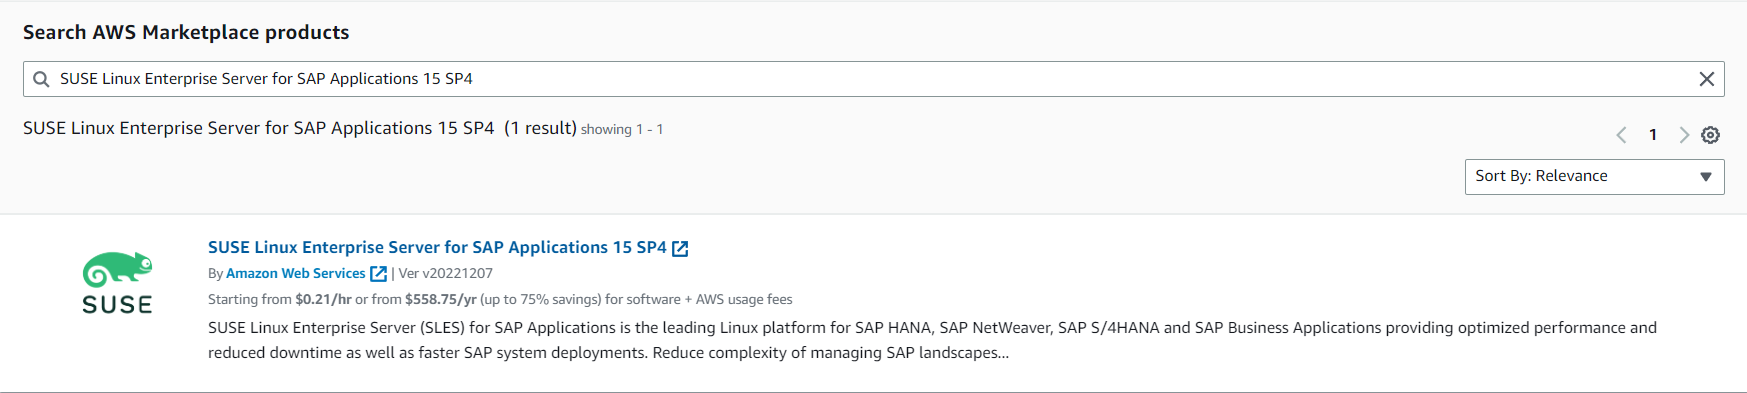 Search AWS Marketplace products
SUSE Linux Enterprise Server for SAP Applications 15 SP4
SUSE Linux Enterprise Server for SAP Applications 15 SP4 (1 result) showing 1 - 1
1
Sort By: Relevance
SUSE
SUSE Linux Enterprise Server for SAP Applications 15 SP4
By Amazon Web Services | Ver v20221207
Starting from $0.21/hr or from $558.75/yr (up to 75% savings) for software + AWS usage fees
SUSE Linux Enterprise Server (SLES) for SAP Applications is the leading Linux platform for SAP HANA, SAP NetWeaver, SAP S/4HANA and SAP Business Applications providing optimized performance and
reduced downtime as well as faster SAP system deployments. Reduce complexity of managing SAP landscapes...